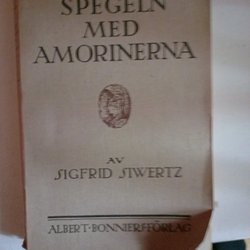 SPEGELN
MED
AMORINERNA
AV
SIGFRID SIWERTZ
ALBERT·BONNIERS·FÖRLAG